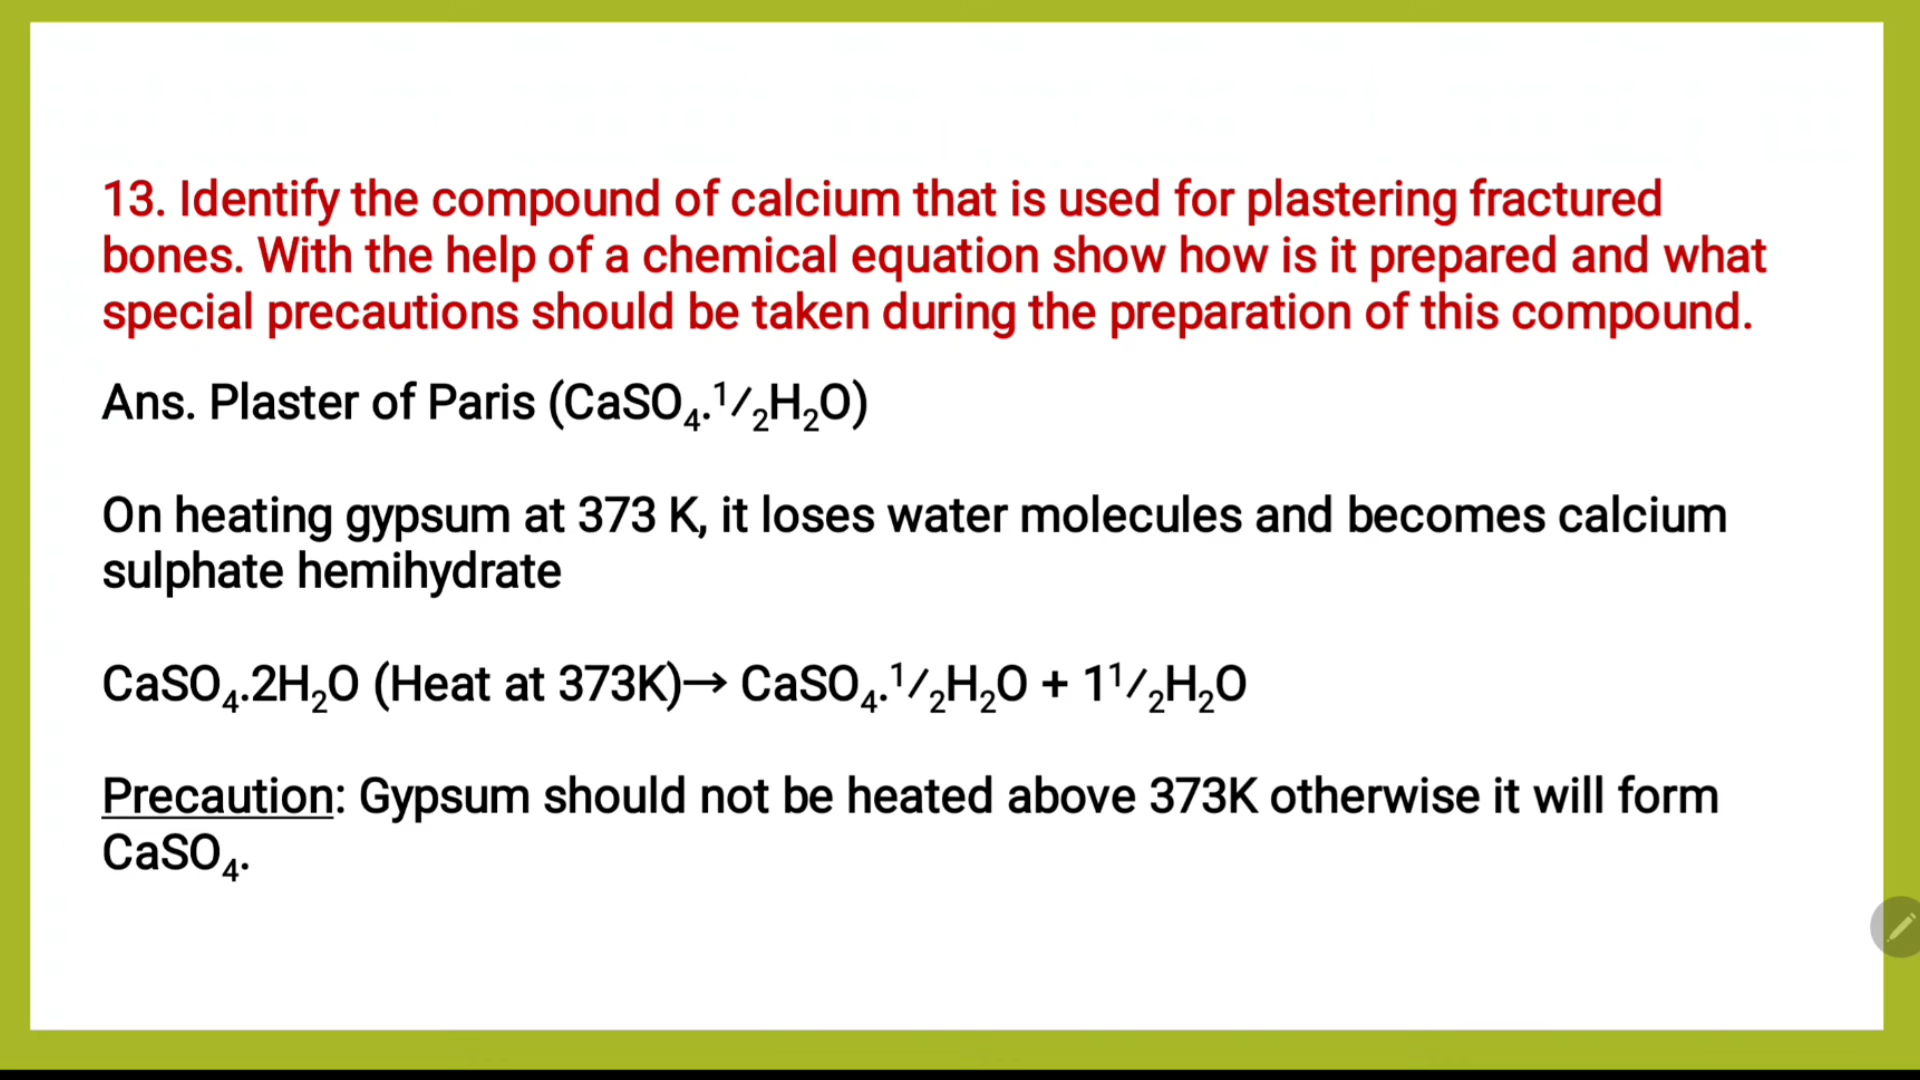 13. Identify the compound of calcium that is used for plastering fractured
bones. With the help of a chemical equation show how is it prepared and what
special precautions should be taken during the preparation of this compound.
Ans. Plaster of Paris (CaSO₄.¹/₂H₂O)
On heating gypsum at 373 K, it loses water molecules and becomes calcium
sulphate hemihydrate
CaSO₄.2H₂O (Heat at 373K)→ CaSO₄.¹/₂H₂O + 1¹/₂H₂O
Precaution: Gypsum should not be heated above 373K otherwise it will form
CaSO₄.